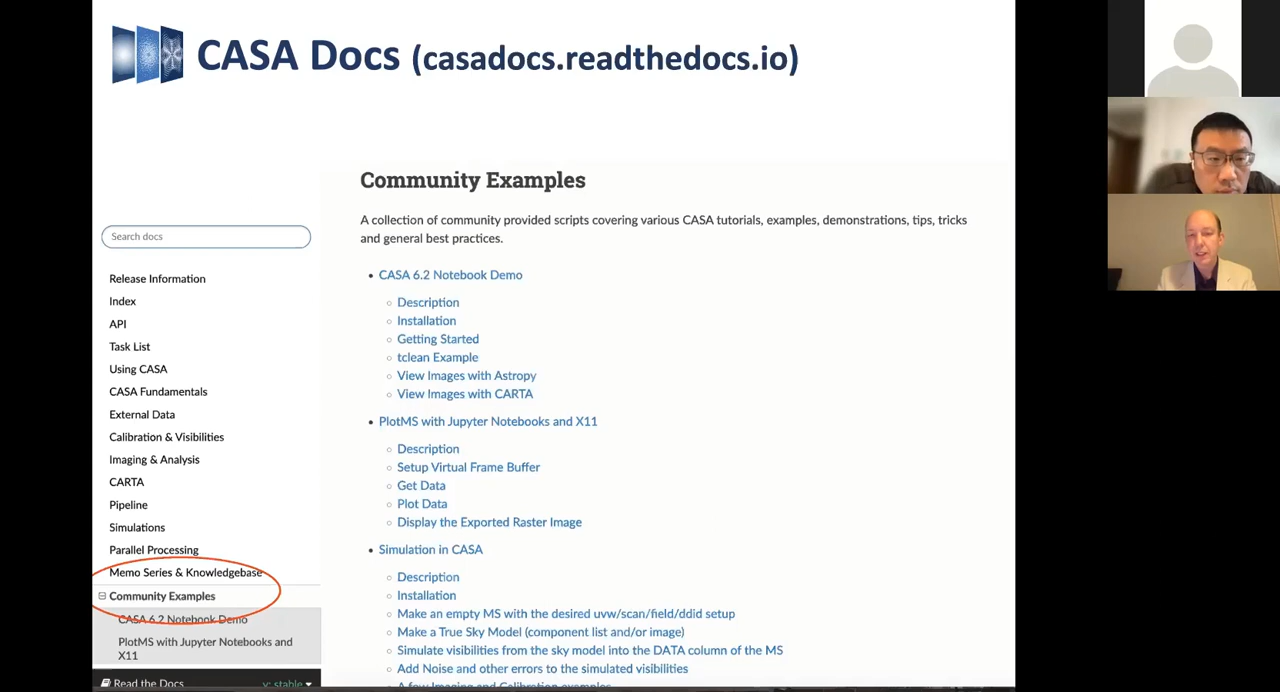 CASA Docs (casadocs.readthedocs.io)
Search docs
Release Information
Index
API
Task List
Using CASA
CASA Fundamentals
External Data
Calibration & Visibilities
Imaging & Analysis
CARTA
Pipeline
Simulations
Parallel Processing
Memo Series & Knowledgebase
Community Examples
CASA 6.2 Notebook Demo
PlotMS with Jupyter Notebooks and
X11
Read the Docs
v: stable
Community Examples
A collection of community provided scripts covering various CASA tutorials, examples, demonstrations, tips, tricks
and general best practices.
CASA 6.2 Notebook Demo
Description
Installation
Getting Started
tclean Example
View Images with Astropy
View Images with CARTA
PlotMS with Jupyter Notebooks and X11
Description
Setup Virtual Frame Buffer
Get Data
Plot Data
Display the Exported Raster Image
Simulation in CASA
Description
Installation
Make an empty MS with the desired uvw/scan/field/ddid setup
Make a True Sky Model (component list and/or image)
Simulate visibilities from the sky model into the DATA column of the MS
Add Noise and other errors to the simulated visibilities
A few Imaging and Calibration examples